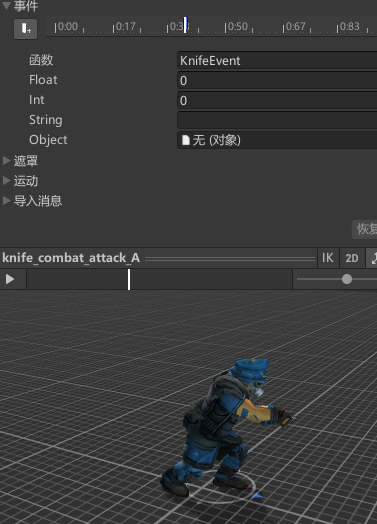 事件
0:00 0:17 0:33 0:50 0:67 0:83
函数 KnifeEvent
Float 0
Int 0
String
Object 无 (对象)
遮罩
运动
导入消息
恢复
knife_combat_attack_A IK 2D